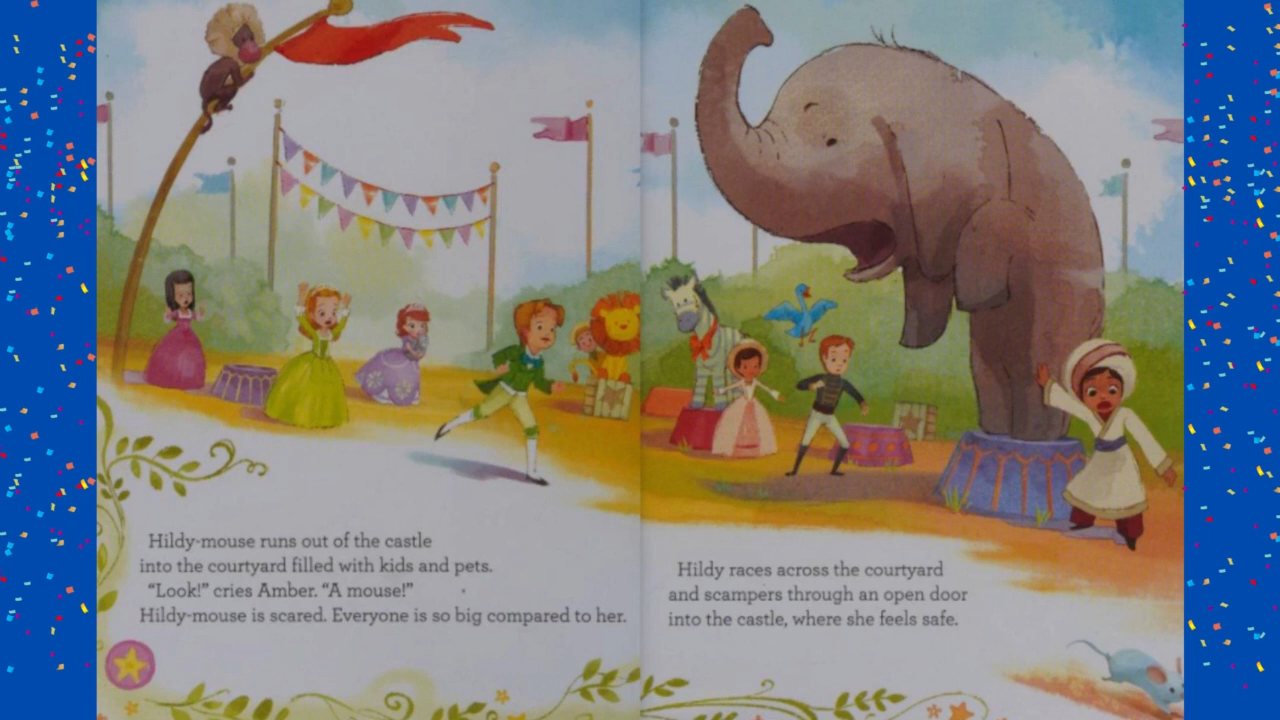 Hildy-mouse runs out of the castle
into the courtyard filled with kids and pets.
“Look!” cries Amber. “A mouse!”
Hildy-mouse is scared. Everyone is so big compared to her.
Hildy races across the courtyard
and scampers through an open door
into the castle, where she feels safe.